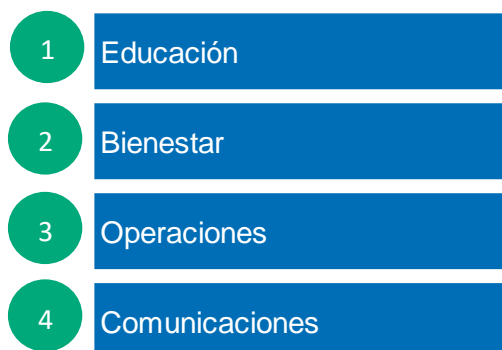 1 Educación
2 Bienestar
3 Operaciones
4 Comunicaciones